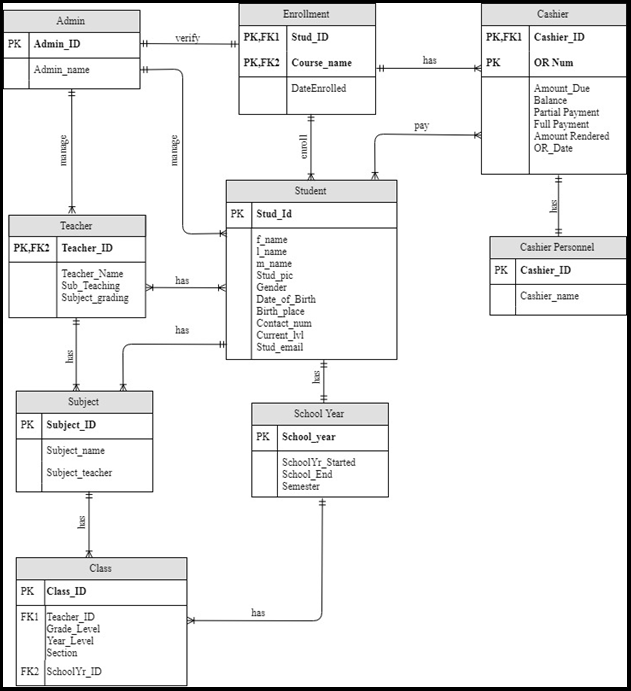 Admin
PK Admin_ID
Admin_name
verify
Enrollment
PK,FK1 Stud_ID
PK,FK2 Course_name
DateEnrolled
has
Cashier
PK,FK1 Cashier_ID
PK OR Num
Amount_Due
Balance
Partial Payment
Full Payment
Amount Rendered
OR_Date
manage
manage
enroll
pay
has
Teacher
PK,FK2 Teacher_ID
Teacher_Name
Sub_Teaching
Subject_grading
has
Student
PK Stud_Id
f_name
l_name
m_name
Stud_pic
Gender
Date_of_Birth
Birth_place
Contact_num
Current_lvl
Stud_email
Cashier Personnel
PK Cashier_ID
Cashier_name
has
has
has
Subject
PK Subject_ID
Subject_name
Subject_teacher
School Year
PK School_year
SchoolYr_Started
School_End
Semester
has
Class
PK Class_ID
FK1 Teacher_ID
Grade_Level
Year_Level
Section
FK2 SchoolYr_ID
has